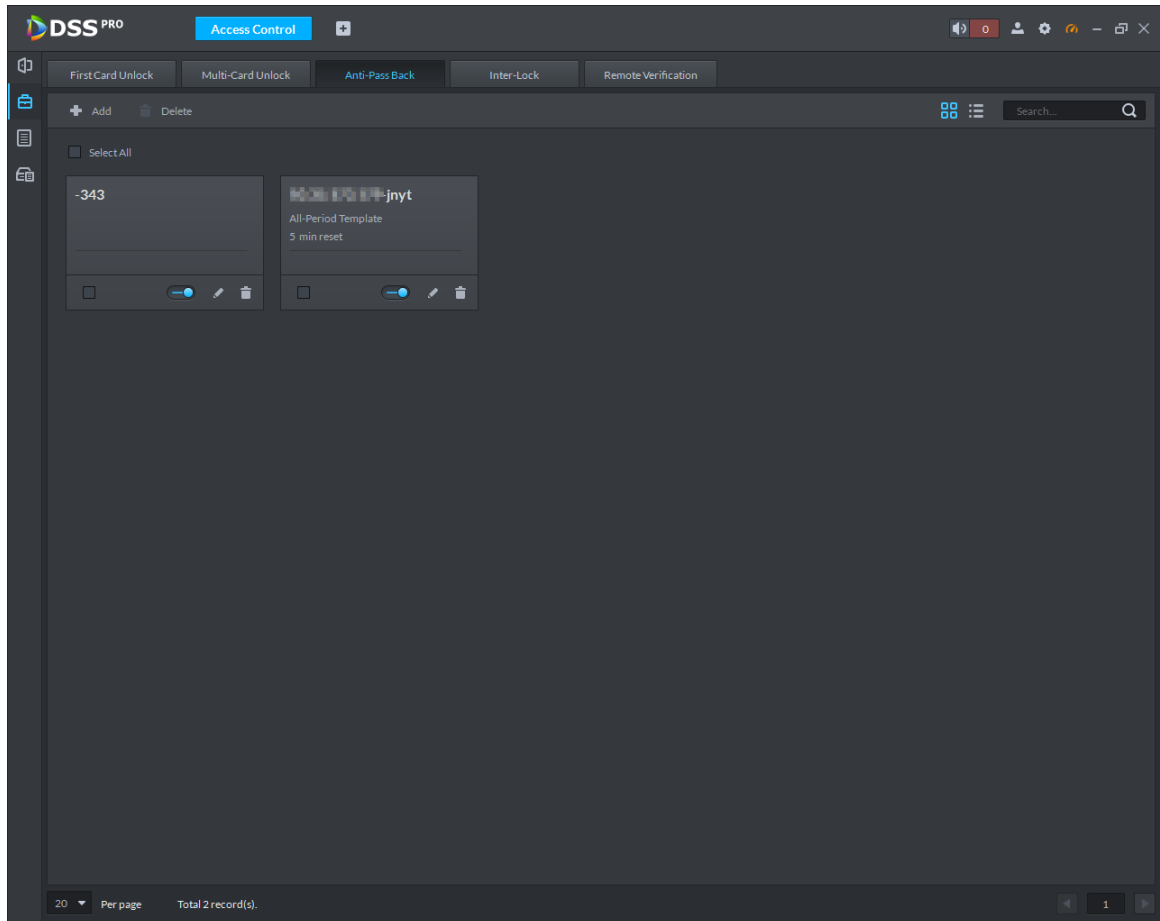 DSS PRO Access Control 0
First Card Unlock Multi-Card Unlock Anti-Pass Back Inter-Lock Remote Verification
Add Delete Search...
Select All
-343
-jnyt
All-Period Template
5 min reset
20 Per page Total 2 record(s). 1